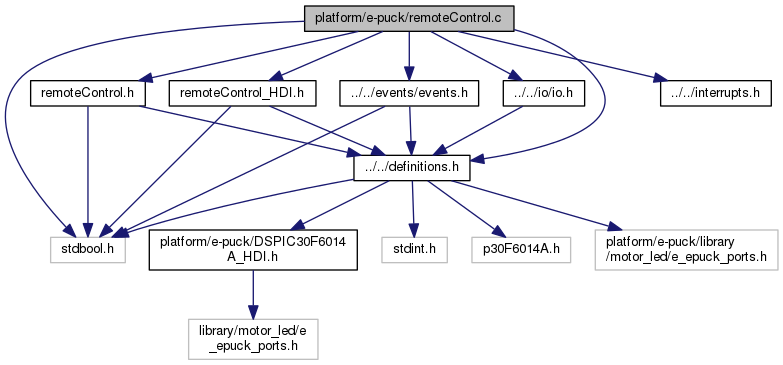 platform/e-puck/remoteControl.c
remoteControl.h
remoteControl_HDI.h
../../events/events.h
../../io/io.h
../../interrupts.h
../../definitions.h
stdbool.h
platform/e-puck/DSPIC30F6014
A_HDI.h
stdint.h
p30F6014A.h
platform/e-puck/library
/motor_led/e_epuck_ports.h
library/motor_led/e
_epuck_ports.h